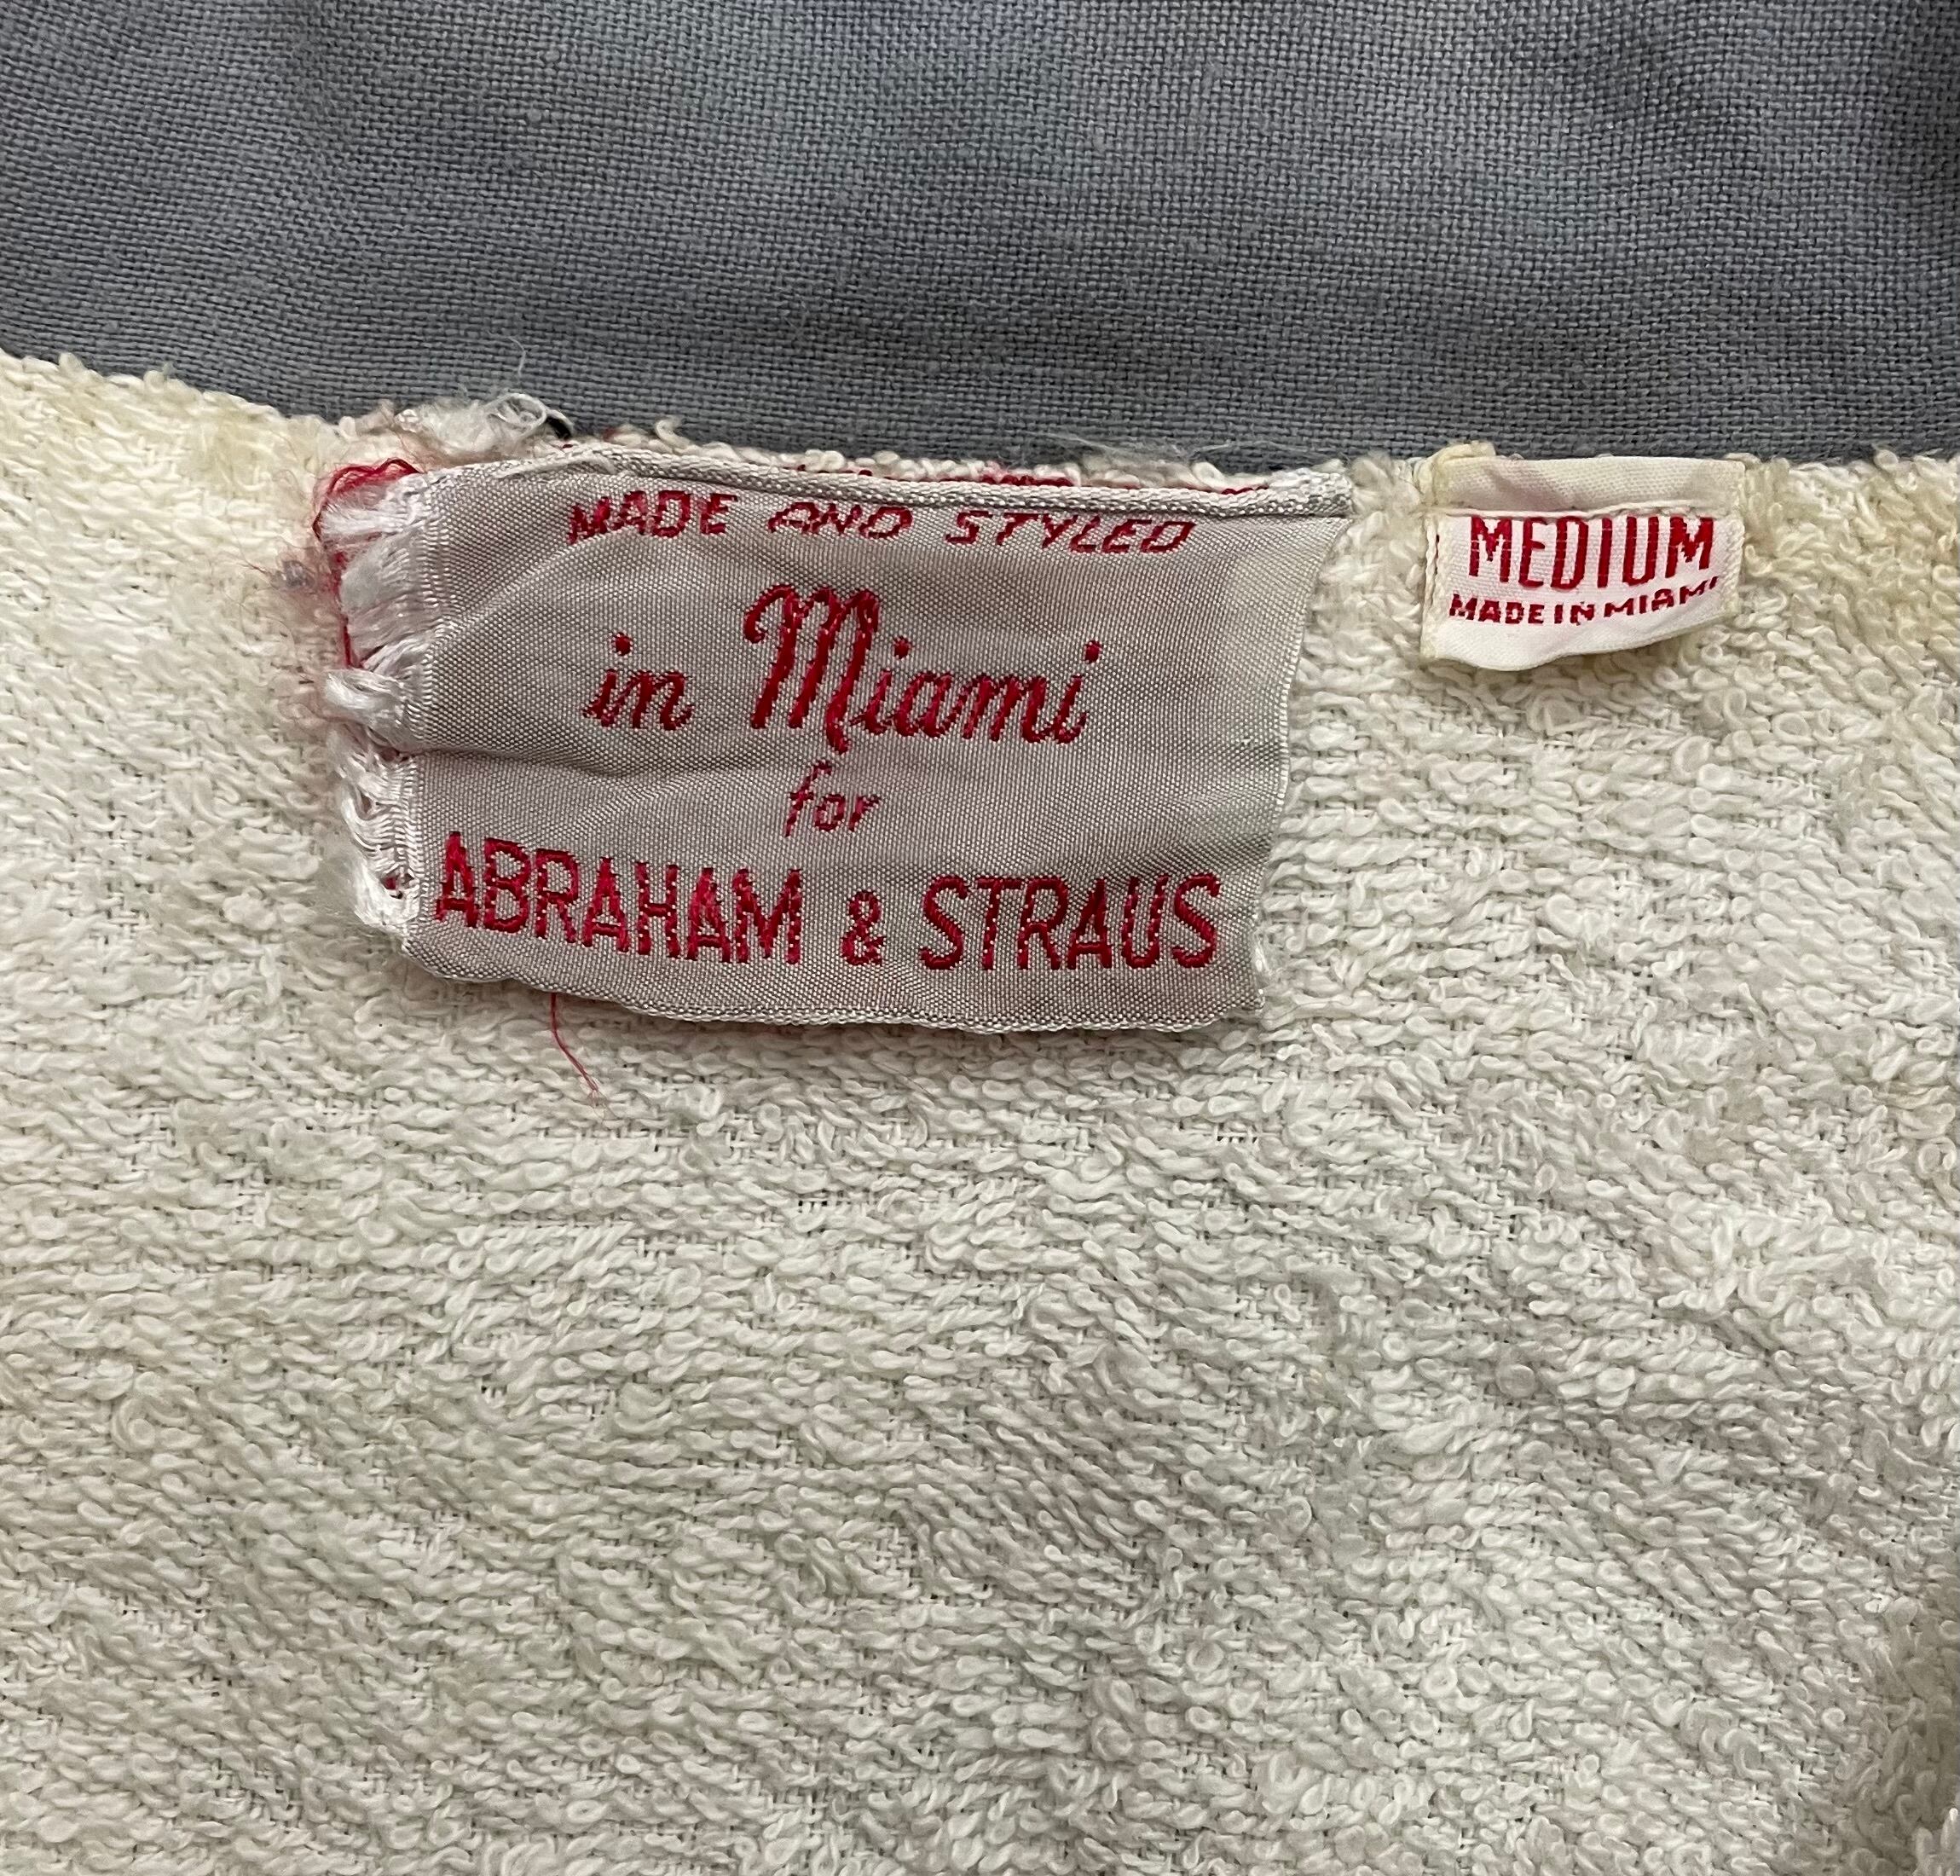 MADE AND STYLED
in Miami
for
ABRAHAM & STRAUS
MEDIUM
MADE IN MIAMI